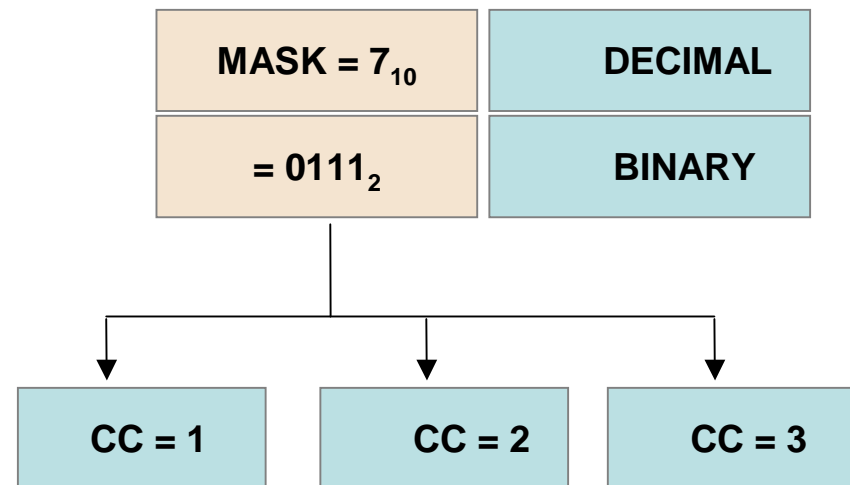 MASK = 7₁₀ DECIMAL
= 0111₂ BINARY
CC = 1 CC = 2 CC = 3